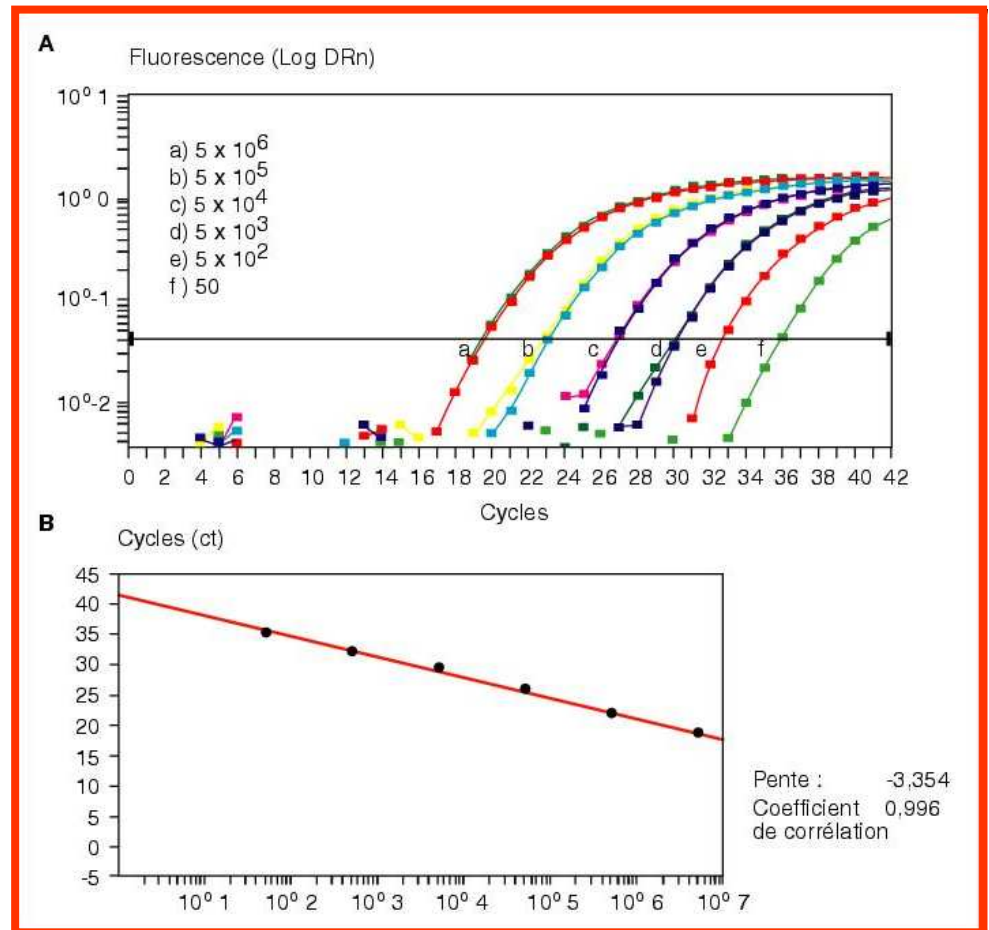 A
Fluorescence (Log DRn)
10⁰ 1
10⁰ 0
10⁰-1
10⁰-2
a) 5 x 10⁶
b) 5 x 10⁵
c) 5 x 10⁴
d) 5 x 10³
e) 5 x 10²
f) 50
a b c d e f
0 2 4 6 8 10 12 14 16 18 20 22 24 26 28 30 32 34 36 38 40 42
Cycles
B
Cycles (ct)
45
40
35
30
25
20
15
10
5
0
-5
10⁰ 1 10⁰ 2 10⁰ 3 10⁰ 4 10⁰ 5 10⁰ 6 10⁰ 7
Pente : -3,354
Coefficient 0,996
de corrélation